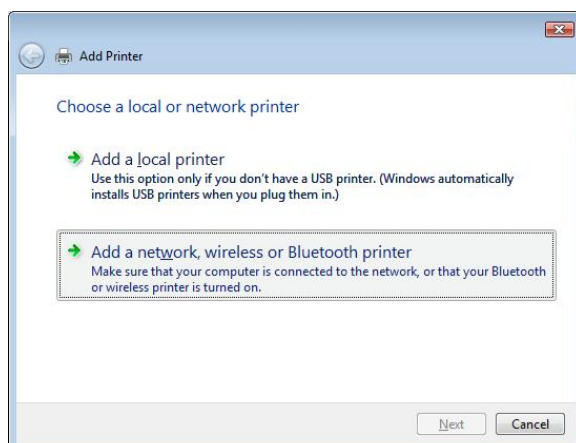 Add Printer
Choose a local or network printer
Add a local printer
Use this option only if you don't have a USB printer. (Windows automatically
installs USB printers when you plug them in.)
Add a network, wireless or Bluetooth printer
Make sure that your computer is connected to the network, or that your Bluetooth
or wireless printer is turned on.
Next Cancel